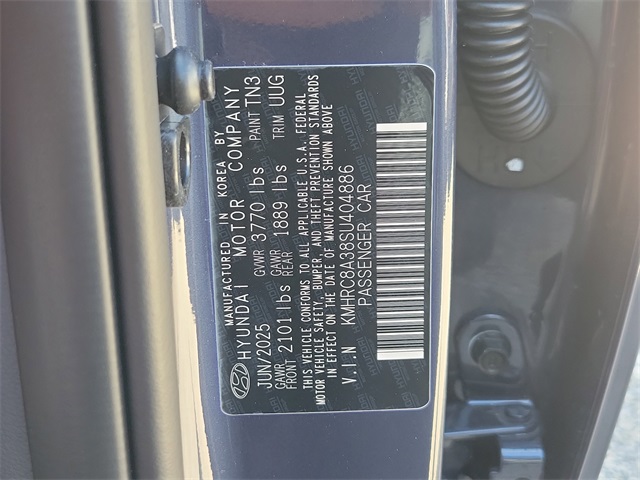 MANUFACTURED IN KOREA BY
HYUNDAI MOTOR COMPANY
JUN/2025 GVWR 3770 lbs PAINT TN3
GAWR FRONT 2101 lbs GAWR REAR 1889 lbs TRIM UUG
THIS VEHICLE CONFORMS TO ALL APPLICABLE U.S.A. FEDERAL
MOTOR VEHICLE SAFETY, BUMPER, AND THEFT PREVENTION STANDARDS
IN EFFECT ON THE DATE OF MANUFACTURE SHOWN ABOVE
V.I.N KMHRC8A38SU404886
PASSENGER CAR